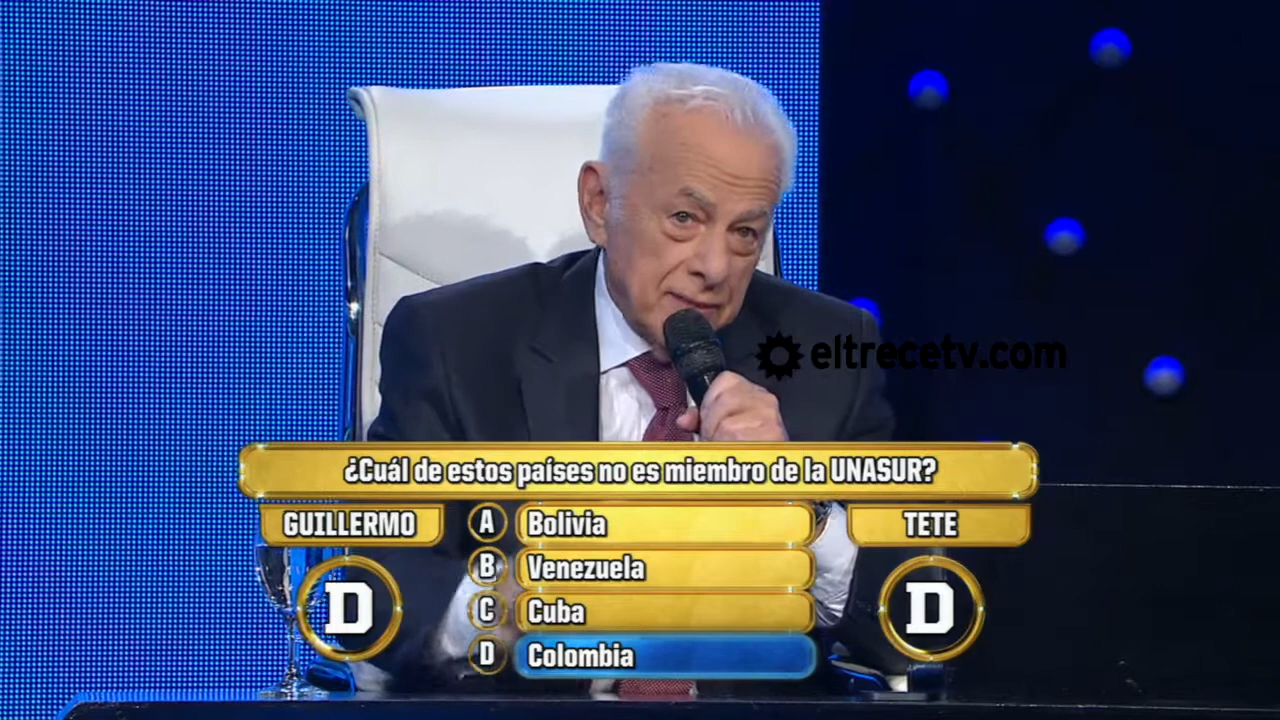 eltrecetv.com
¿Cuál de estos países no es miembro de la UNASUR?
GUILLERMO
A Bolivia
TETE
B Venezuela
D
C Cuba
D
D Colombia